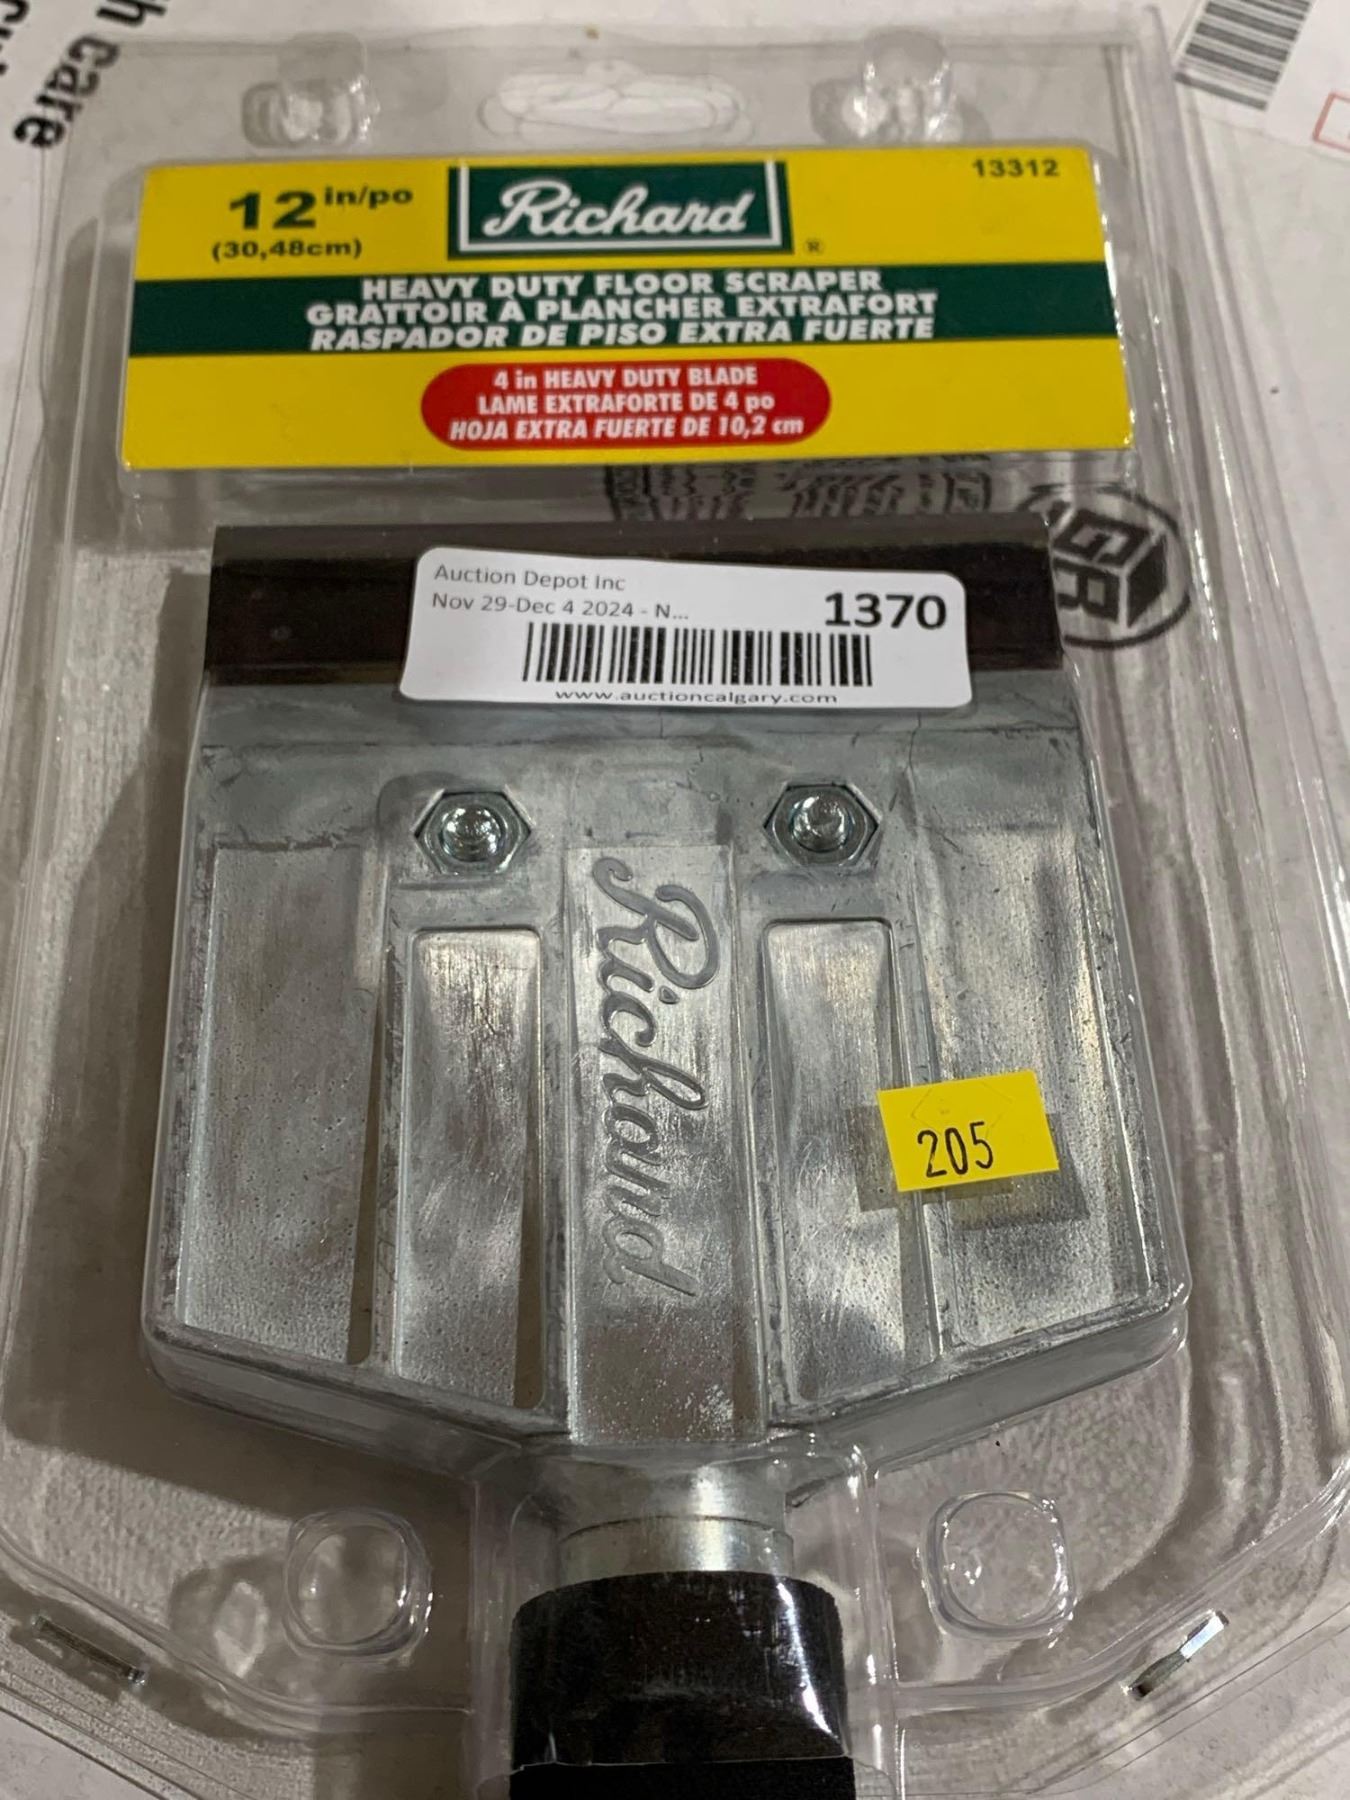 h care
12 in/po
(30,48cm)
Richard
®
13312
HEAVY DUTY FLOOR SCRAPER
GRATTOIR À PLANCHER EXTRAFORT
RASPADOR DE PISO EXTRA FUERTE
4 in HEAVY DUTY BLADE
LAME EXTRAFORTE DE 4 po
HOJA EXTRA FUERTE DE 10,2 cm
Auction Depot Inc
Nov 29-Dec 4 2024 - N...
1370
www.auctioncalgary.com
Richard
205